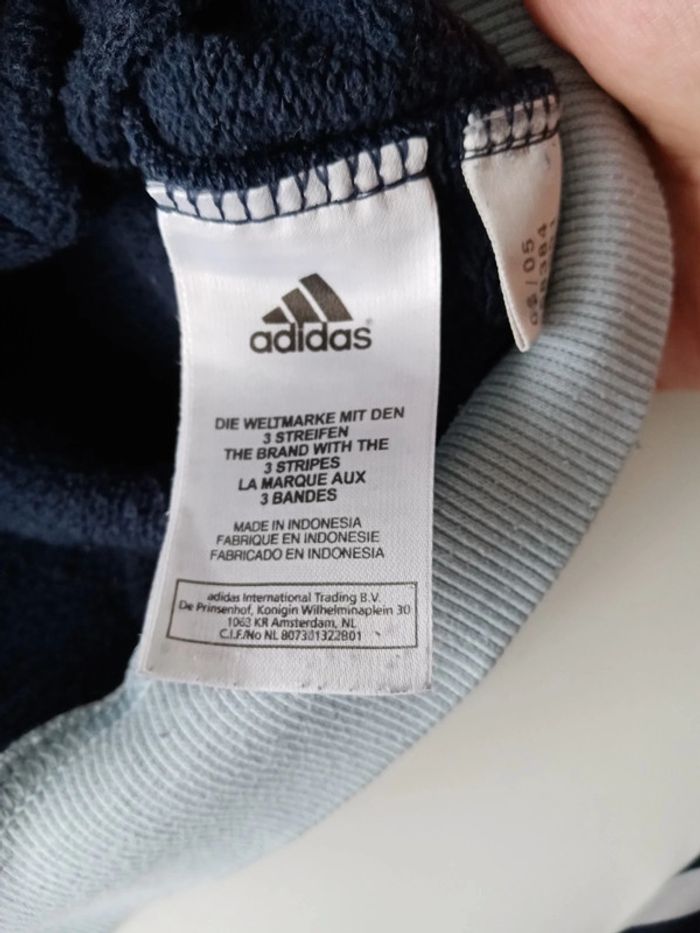 adidas
DIE WELTMARKE MIT DEN
3 STREIFEN
THE BRAND WITH THE
3 STRIPES
LA MARQUE AUX
3 BANDES
MADE IN INDONESIA
FABRIQUE EN INDONESIE
FABRICADO EN INDONESIA
adidas International Trading B.V.
De Prinsenhof, Konigin Wilhelminaplein 30
1062 KR Amsterdam, NL
C.I.F./No NL 807301322B01